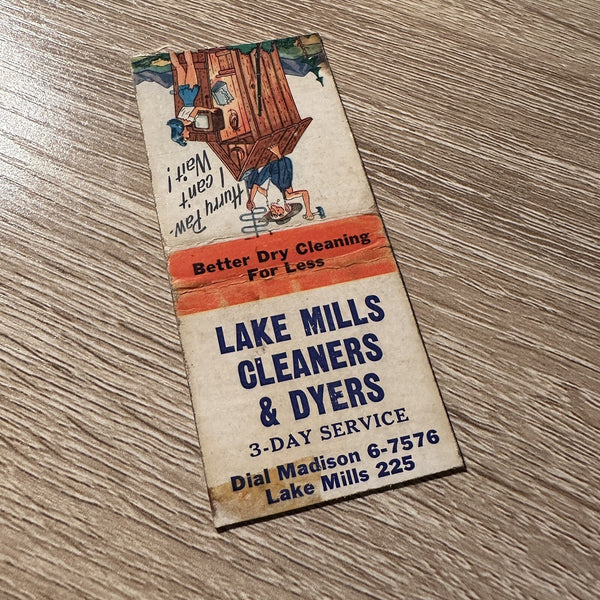 Hurry Paw-
I can't
Wait!
Better Dry Cleaning
For Less
LAKE MILLS
CLEANERS
& DYERS
3-DAY SERVICE
Dial Madison 6-7576
Lake Mills 225